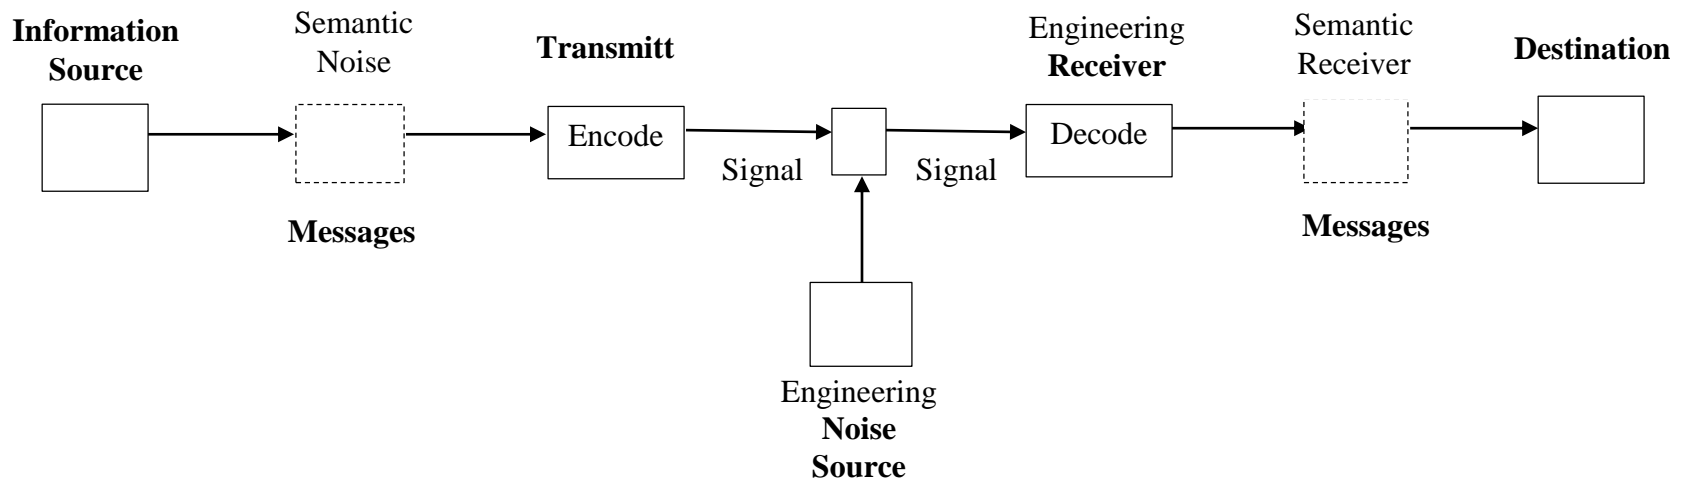 Information
Source
Semantic
Noise
Transmitt
Engineering
Receiver
Semantic
Receiver
Destination
Encode
Decode
Signal
Signal
Messages
Messages
Engineering
Noise
Source